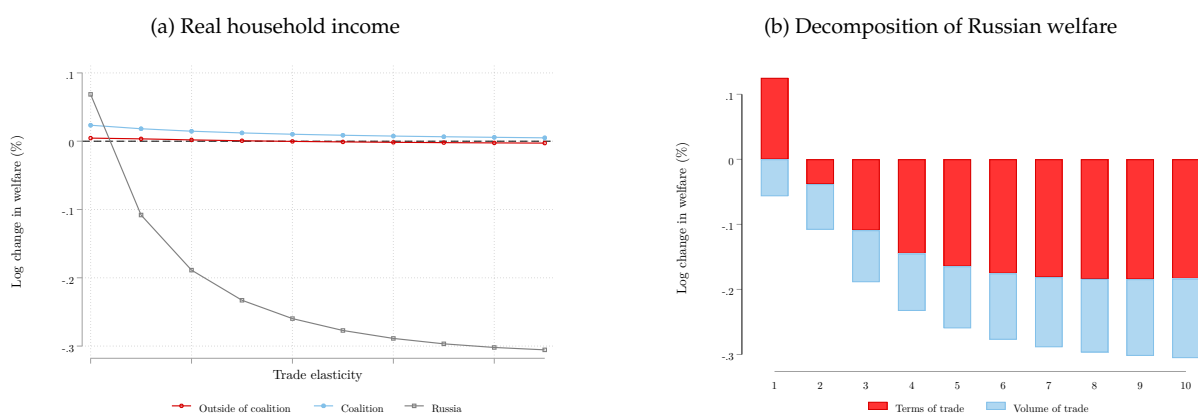 (a) Real household income
Log change in welfare (%)
.1
0
-.1
-.2
-.3
Trade elasticity
Outside of coalition
Coalition
Russia
(b) Decomposition of Russian welfare
Log change in welfare (%)
.1
0
-.1
-.2
-.3
1 2 3 4 5 6 7 8 9 10
Terms of trade
Volume of trade